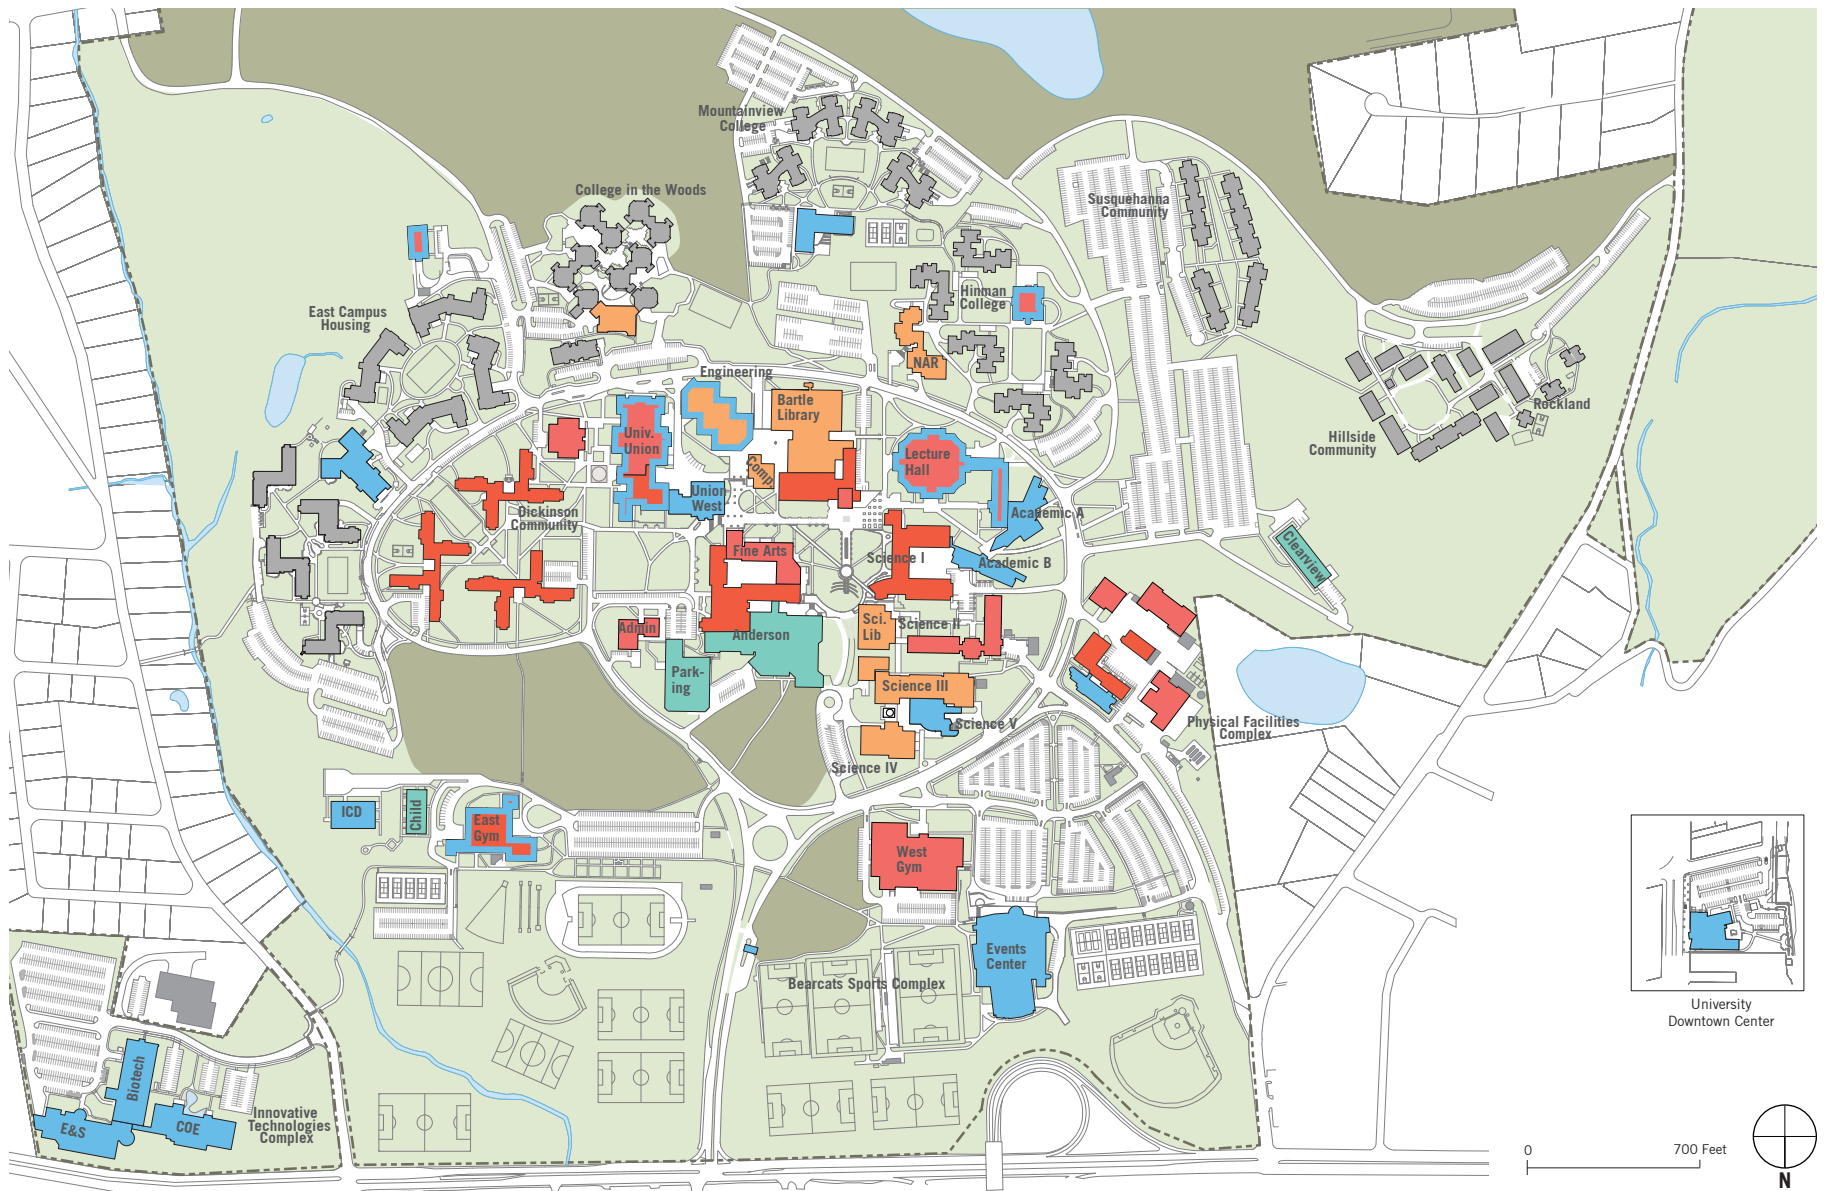 Mountainview
College
College in the Woods
Susquehanna
Community
East Campus
Housing
Hinman
College
NAR
Engineering
Bartle
Library
Rockland
Hillside
Community
Univ.
Union
Comp.
Lecture
Hall
Union
West
Dickinson
Community
Academic A
Fine Arts
Science I
Academic B
Clearview
Admin
Anderson
Sci.
Lib
Science II
Park-
ing
Science III
Science V
Physical Facilities
Complex
Science IV
ICD
Child
East
Gym
West
Gym
Events
Center
Bearcats Sports Complex
University
Downtown Center
Biotech
E&S
COE
Innovative
Technologies
Complex
0
700 Feet
N